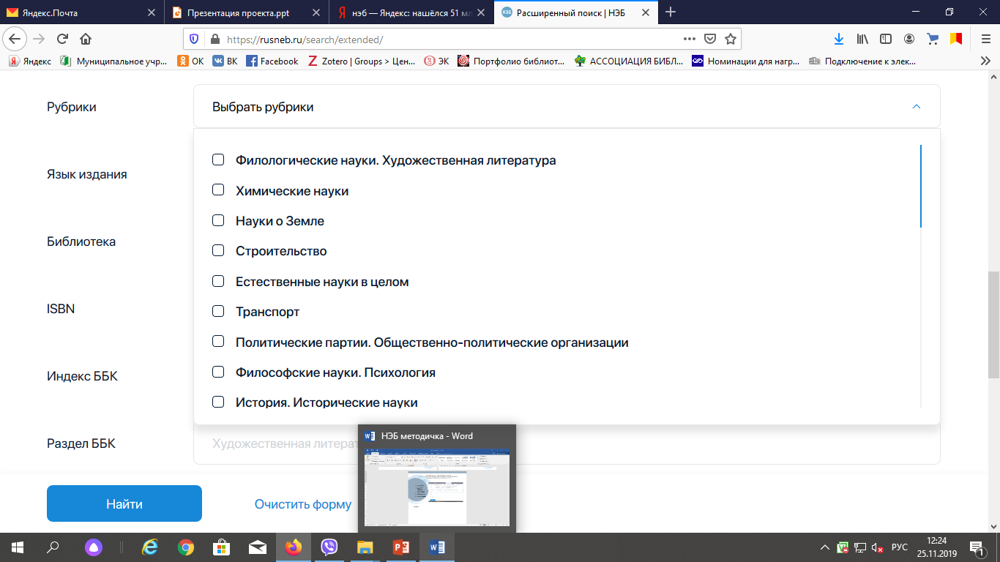 Яндекс.Почта
Презентация проекта.ppt
нэб — Яндекс: нашёлся 51 мл
Расширенный поиск | НЭБ
https://rusneb.ru/search/extended/
Яндекс
Муниципальное учр...
ОК
ВК
Facebook
Zotero | Groups > Цен...
ЭК
Портфолио библиот...
АССОЦИАЦИЯ БИБЛ...
Номинации для нагр...
Подключение к элек...
Рубрики
Выбрать рубрики
Филологические науки. Художественная литература
Язык издания
Химические науки
Науки о Земле
Библиотека
Строительство
Естественные науки в целом
ISBN
Транспорт
Политические партии. Общественно-политические организации
Индекс ББК
Философские науки. Психология
История. Исторические науки
Раздел ББК
Художественная литерат
НЭБ методичка - Word
Найти
Очистить форму
РУС
12:24
25.11.2019
1